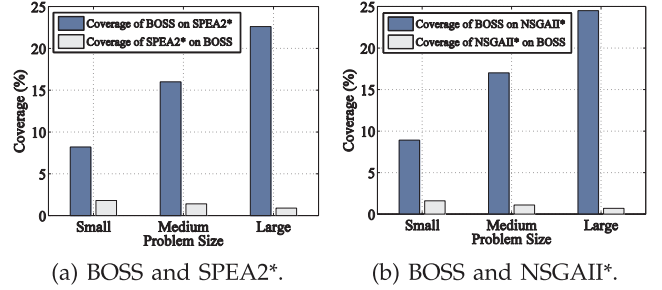 25
20
15
10
5
0
Coverage (%)
Coverage of BOSS on SPEA2*
Coverage of SPEA2* on BOSS
Small Medium Large
Problem Size
(a) BOSS and SPEA2*.
25
20
15
10
5
0
Coverage (%)
Coverage of BOSS on NSGAII*
Coverage of NSGAII* on BOSS
Small Medium Large
Problem Size
(b) BOSS and NSGAII*.